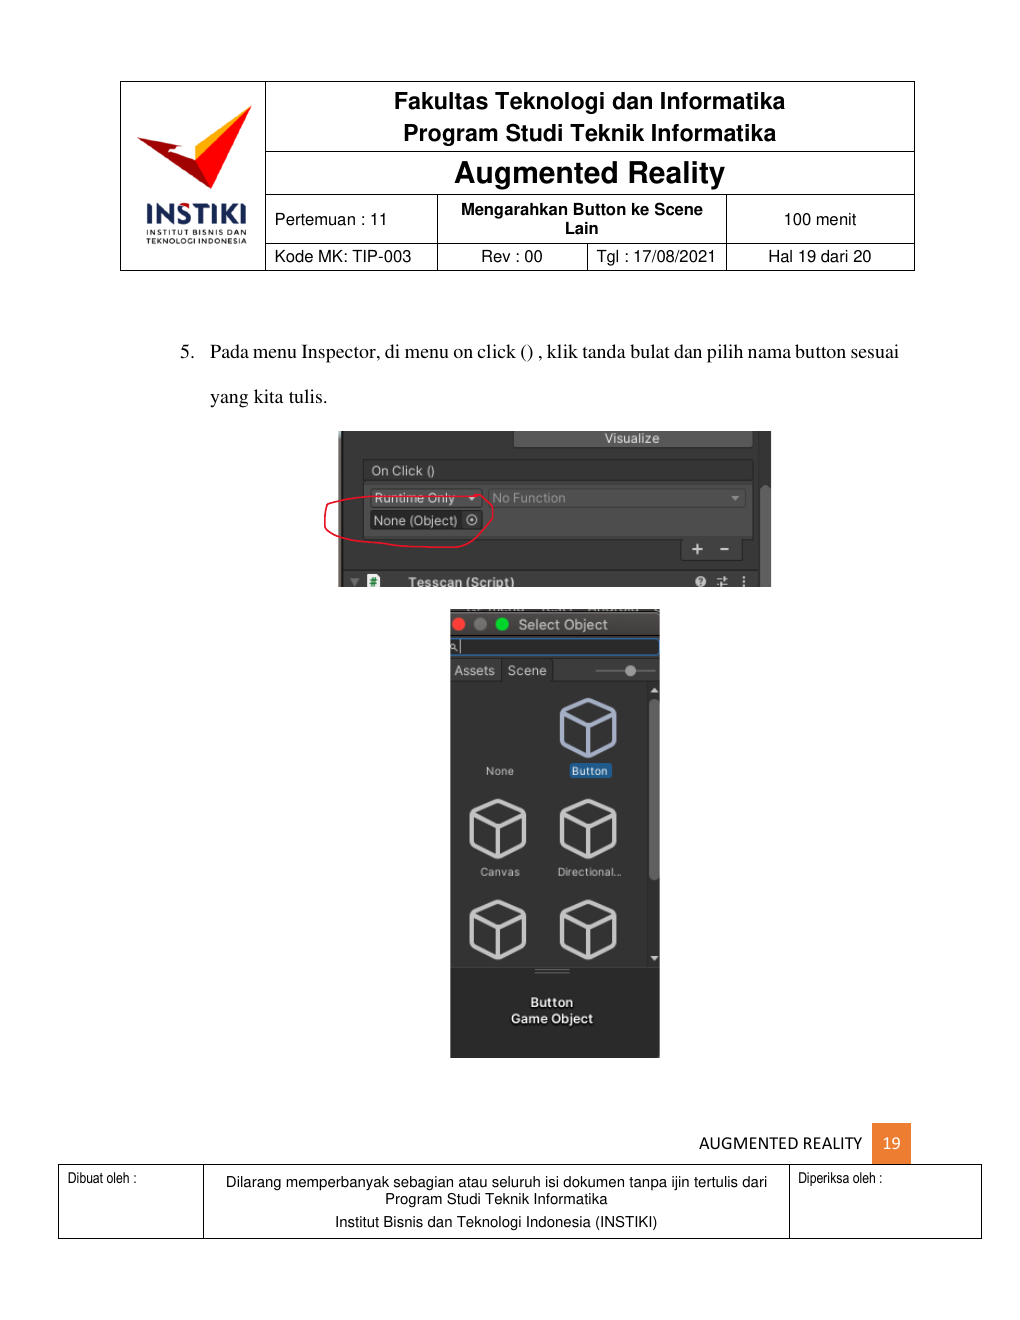 Fakultas Teknologi dan Informatika
Program Studi Teknik Informatika
Augmented Reality
INSTIKI
INSTITUT BISNIS DAN
TEKNOLOGI INDONESIA
Pertemuan : 11
Mengarahkan Button ke Scene
Lain
100 menit
Kode MK: TIP-003
Rev : 00
Tgl : 17/08/2021
Hal 19 dari 20
5. Pada menu Inspector, di menu on click () , klik tanda bulat dan pilih nama button sesuai
yang kita tulis.
Visualize
On Click ()
Runtime Only
No Function
None (Object)
+ −
# Tesscan (Script)
Select Object
Assets Scene
None
Button
Canvas
Directional...
Button
Game Object
AUGMENTED REALITY 19
Dibuat oleh :
Dilarang memperbanyak sebagian atau seluruh isi dokumen tanpa ijin tertulis dari
Program Studi Teknik Informatika
Institut Bisnis dan Teknologi Indonesia (INSTIKI)
Diperiksa oleh :